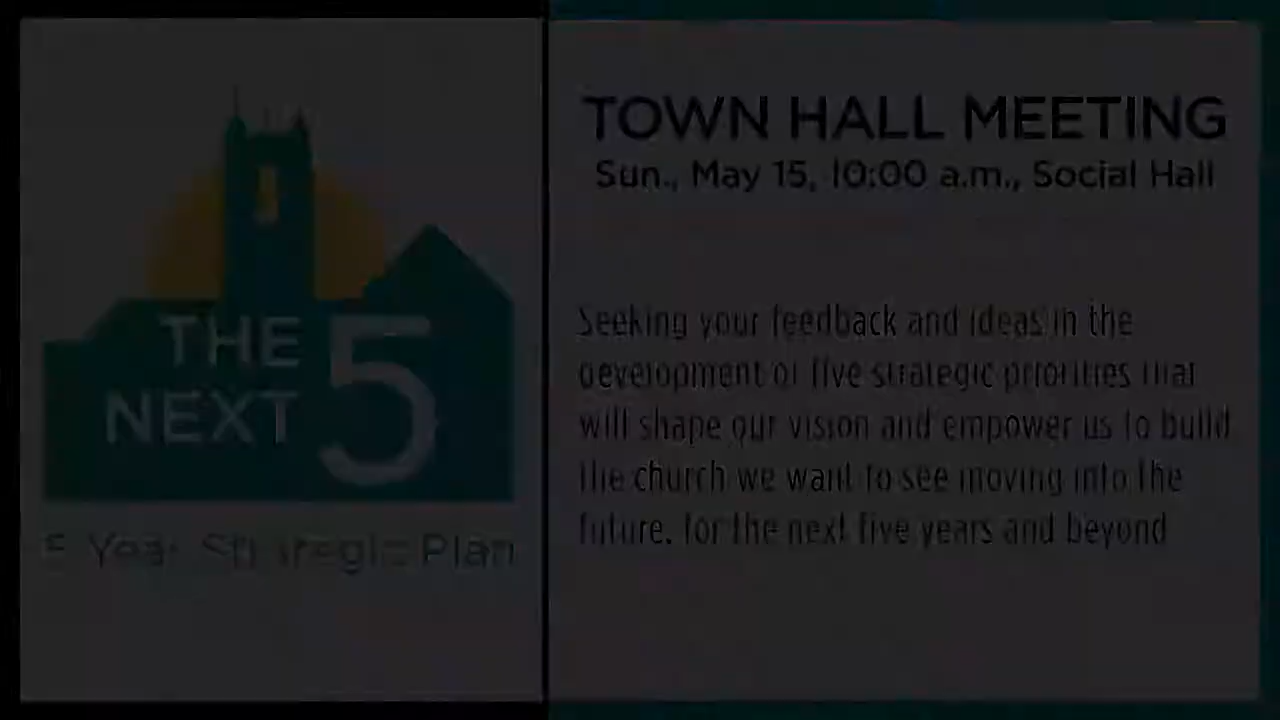 THE
NEXT 5
5 Year Strategic Plan
TOWN HALL MEETING
Sun., May 15, 10:00 a.m., Social Hall
Seeking your feedback and ideas in the
development of five strategic priorities that
will shape our vision and empower us to build
the church we want to see moving into the
future, for the next five years and beyond